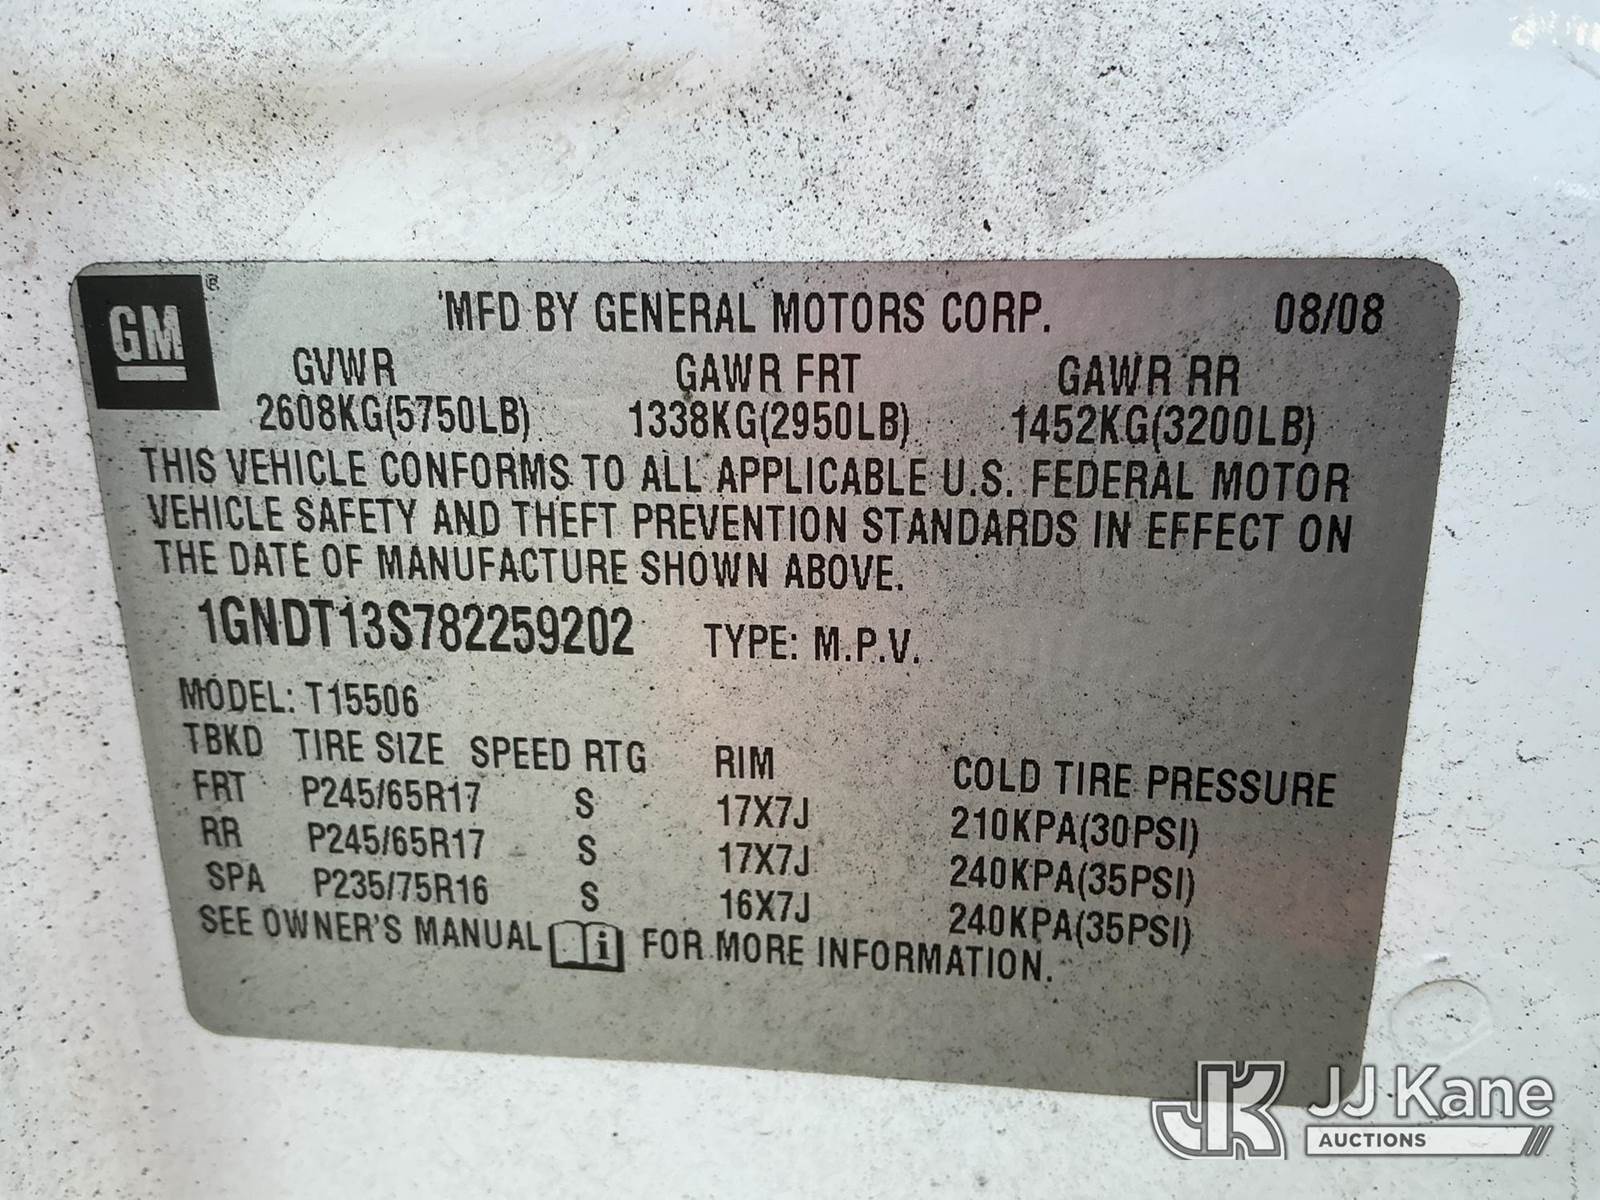 GM ® MFD BY GENERAL MOTORS CORP. 08/08
GVWR GAWR FRT GAWR RR
2608KG(5750LB) 1338KG(2950LB) 1452KG(3200LB)
THIS VEHICLE CONFORMS TO ALL APPLICABLE U.S. FEDERAL MOTOR
VEHICLE SAFETY AND THEFT PREVENTION STANDARDS IN EFFECT ON
THE DATE OF MANUFACTURE SHOWN ABOVE.
1GNDT13S782259202 TYPE: M.P.V.
MODEL: T15506
TBKD TIRE SIZE SPEED RTG RIM COLD TIRE PRESSURE
FRT P245/65R17 S 17X7J 210KPA(30PSI)
RR P245/65R17 S 17X7J 240KPA(35PSI)
SPA P235/75R16 S 16X7J 240KPA(35PSI)
SEE OWNER'S MANUAL i FOR MORE INFORMATION.
JK JJ Kane
AUCTIONS